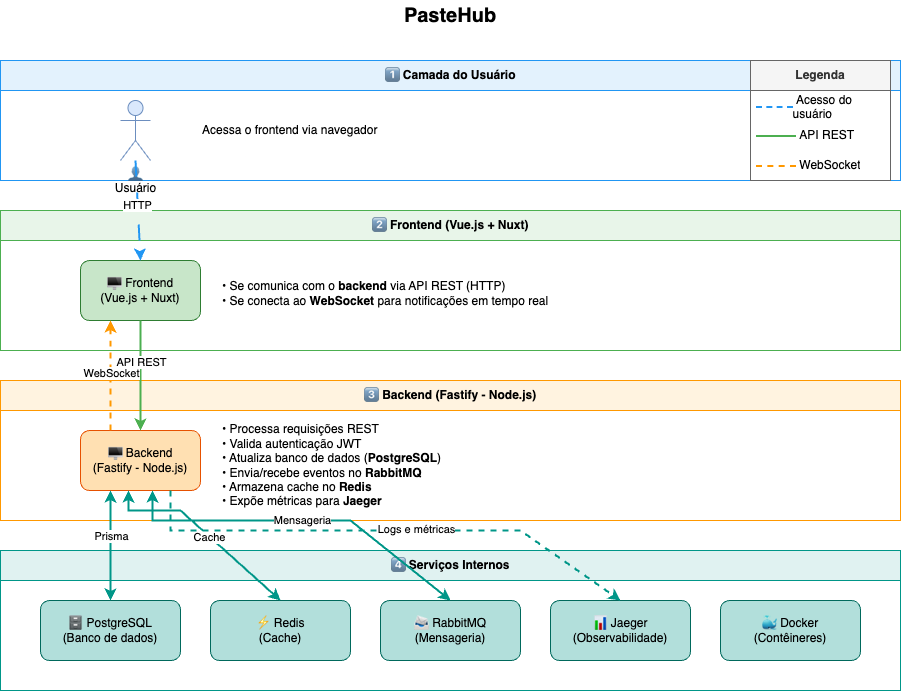 PasteHub
1 Camada do Usuário
Legenda
Acesso do
usuário
API REST
WebSocket
Acessa o frontend via navegador
Usuário
HTTP
2 Frontend (Vue.js + Nuxt)
Frontend
(Vue.js + Nuxt)
• Se comunica com o backend via API REST (HTTP)
• Se conecta ao WebSocket para notificações em tempo real
API REST
WebSocket
3 Backend (Fastify - Node.js)
Backend
(Fastify - Node.js)
• Processa requisições REST
• Valida autenticação JWT
• Atualiza banco de dados (PostgreSQL)
• Envia/recebe eventos no RabbitMQ
• Armazena cache no Redis
• Expõe métricas para Jaeger
Mensageria
Logs e métricas
Prisma
Cache
4 Serviços Internos
PostgreSQL
(Banco de dados)
Redis
(Cache)
RabbitMQ
(Mensageria)
Jaeger
(Observabilidade)
Docker
(Contêineres)